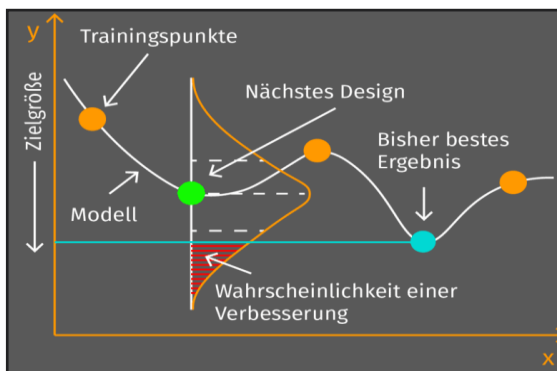 y
Trainingspunkte
Zielgröße
Nächstes Design
Bisher bestes
Ergebnis
Modell
Wahrscheinlichkeit einer
Verbesserung
x